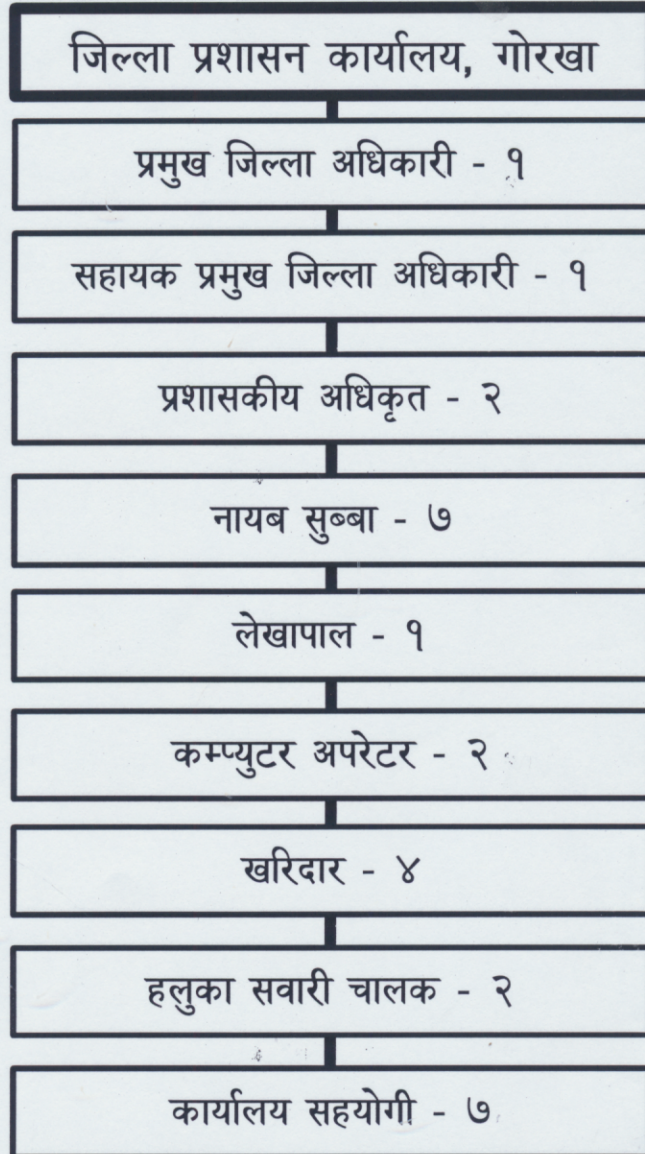 जिल्ला प्रशासन कार्यालय, गोरखा
प्रमुख जिल्ला अधिकारी - १
सहायक प्रमुख जिल्ला अधिकारी - १
प्रशासकीय अधिकृत - २
नायब सुब्बा - ७
लेखापाल - १
कम्प्युटर अपरेटर - २
खरिदार - ४
हलुका सवारी चालक - २
कार्यालय सहयोगी - ७